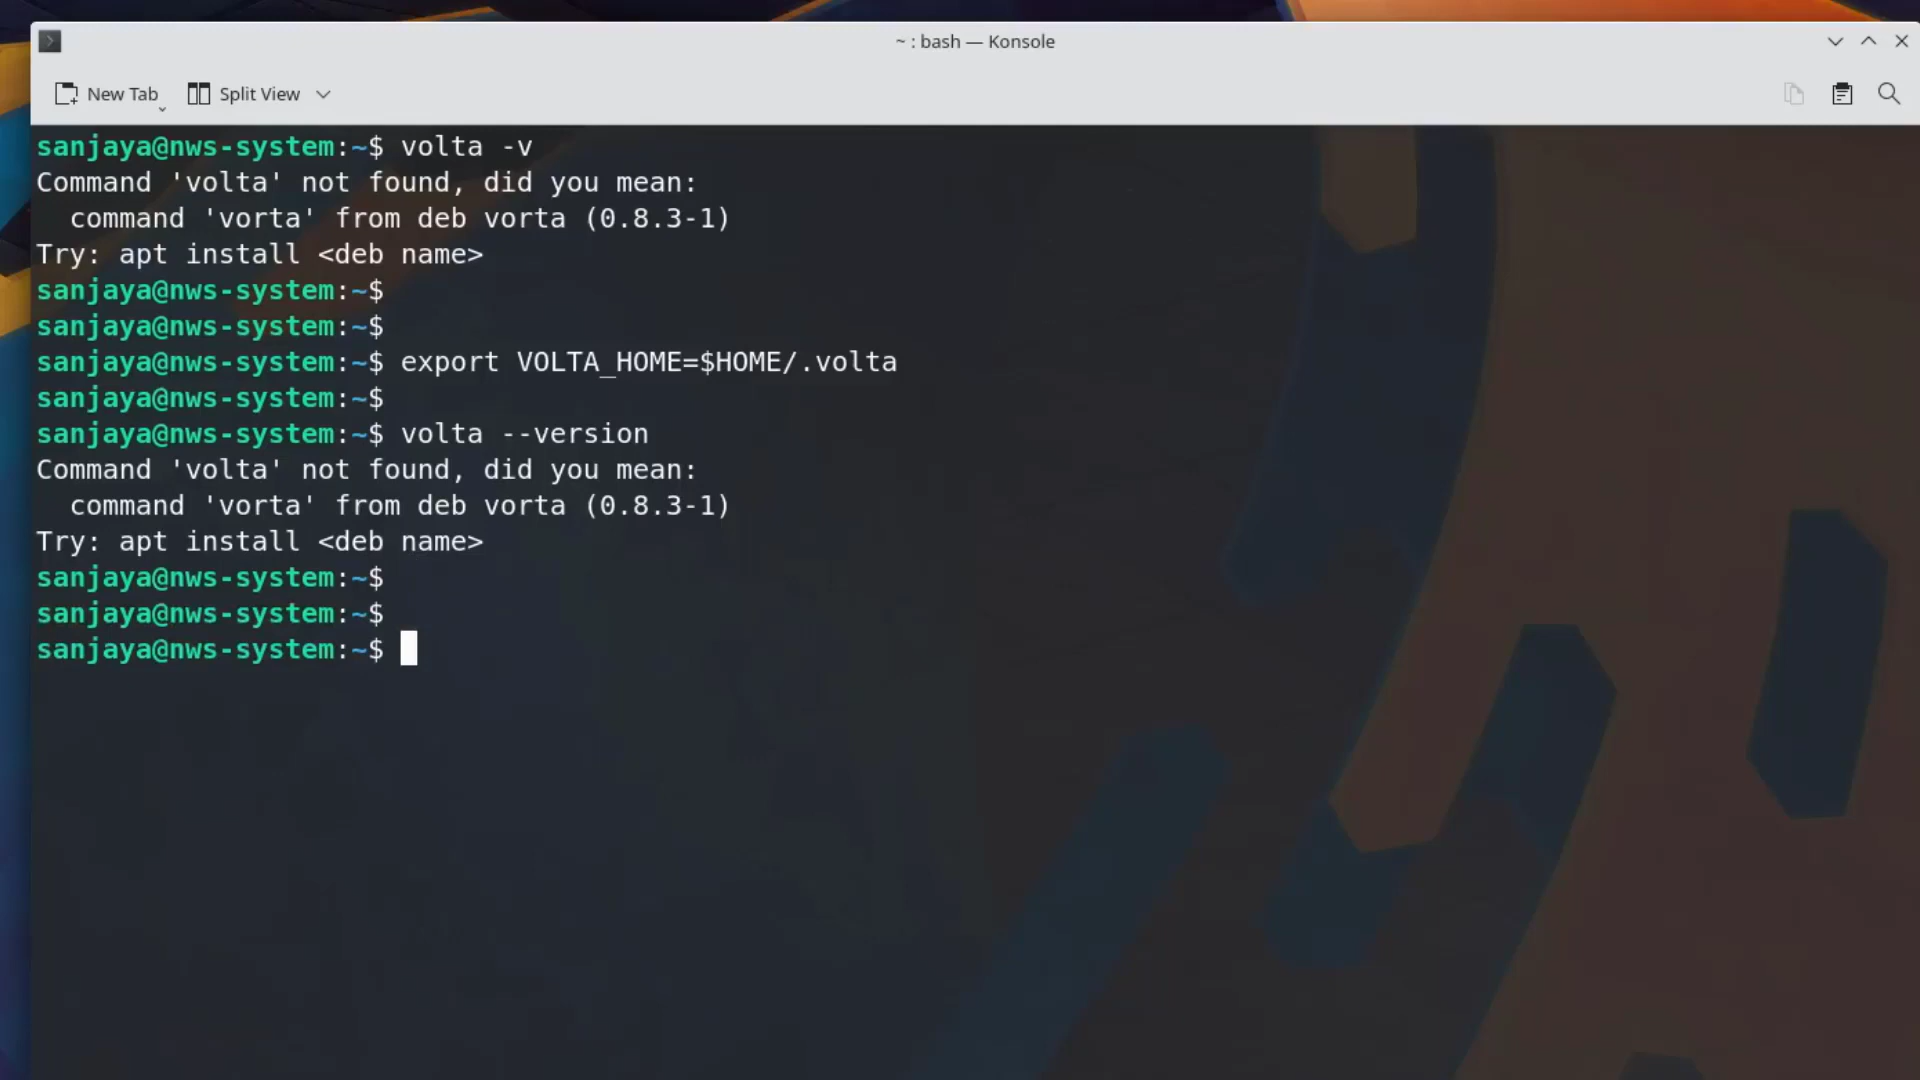 ~ : bash — Konsole
New Tab Split View
sanjaya@nws-system:~$ volta -v
Command 'volta' not found, did you mean:
  command 'vorta' from deb vorta (0.8.3-1)
Try: apt install <deb name>
sanjaya@nws-system:~$
sanjaya@nws-system:~$
sanjaya@nws-system:~$ export VOLTA_HOME=$HOME/.volta
sanjaya@nws-system:~$
sanjaya@nws-system:~$ volta --version
Command 'volta' not found, did you mean:
  command 'vorta' from deb vorta (0.8.3-1)
Try: apt install <deb name>
sanjaya@nws-system:~$
sanjaya@nws-system:~$
sanjaya@nws-system:~$